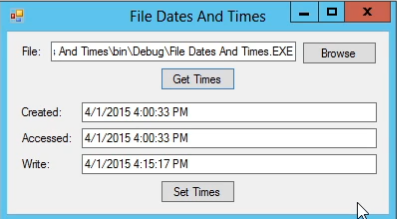 File Dates And Times
File: And Times\bin\Debug\File Dates And Times.EXE Browse
Get Times
Created: 4/1/2015 4:00:33 PM
Accessed: 4/1/2015 4:00:33 PM
Write: 4/1/2015 4:15:17 PM
Set Times